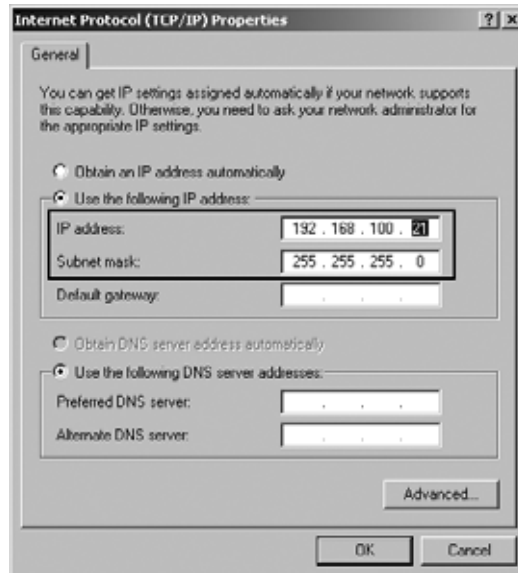 Internet Protocol (TCP/IP) Properties
General
You can get IP settings assigned automatically if your network supports
this capability. Otherwise, you need to ask your network administrator for
the appropriate IP settings.
Obtain an IP address automatically
Use the following IP address:
IP address: 192 . 168 . 100 . 21
Subnet mask: 255 . 255 . 255 . 0
Default gateway: . . .
Obtain DNS server address automatically
Use the following DNS server addresses:
Preferred DNS server: . . .
Alternate DNS server: . . .
Advanced...
OK Cancel